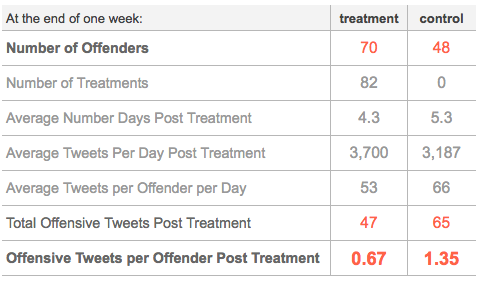 At the end of one week: treatment control
Number of Offenders 70 48
Number of Treatments 82 0
Average Number Days Post Treatment 4.3 5.3
Average Tweets Per Day Post Treatment 3,700 3,187
Average Tweets per Offender per Day 53 66
Total Offensive Tweets Post Treatment 47 65
Offensive Tweets per Offender Post Treatment 0.67 1.35